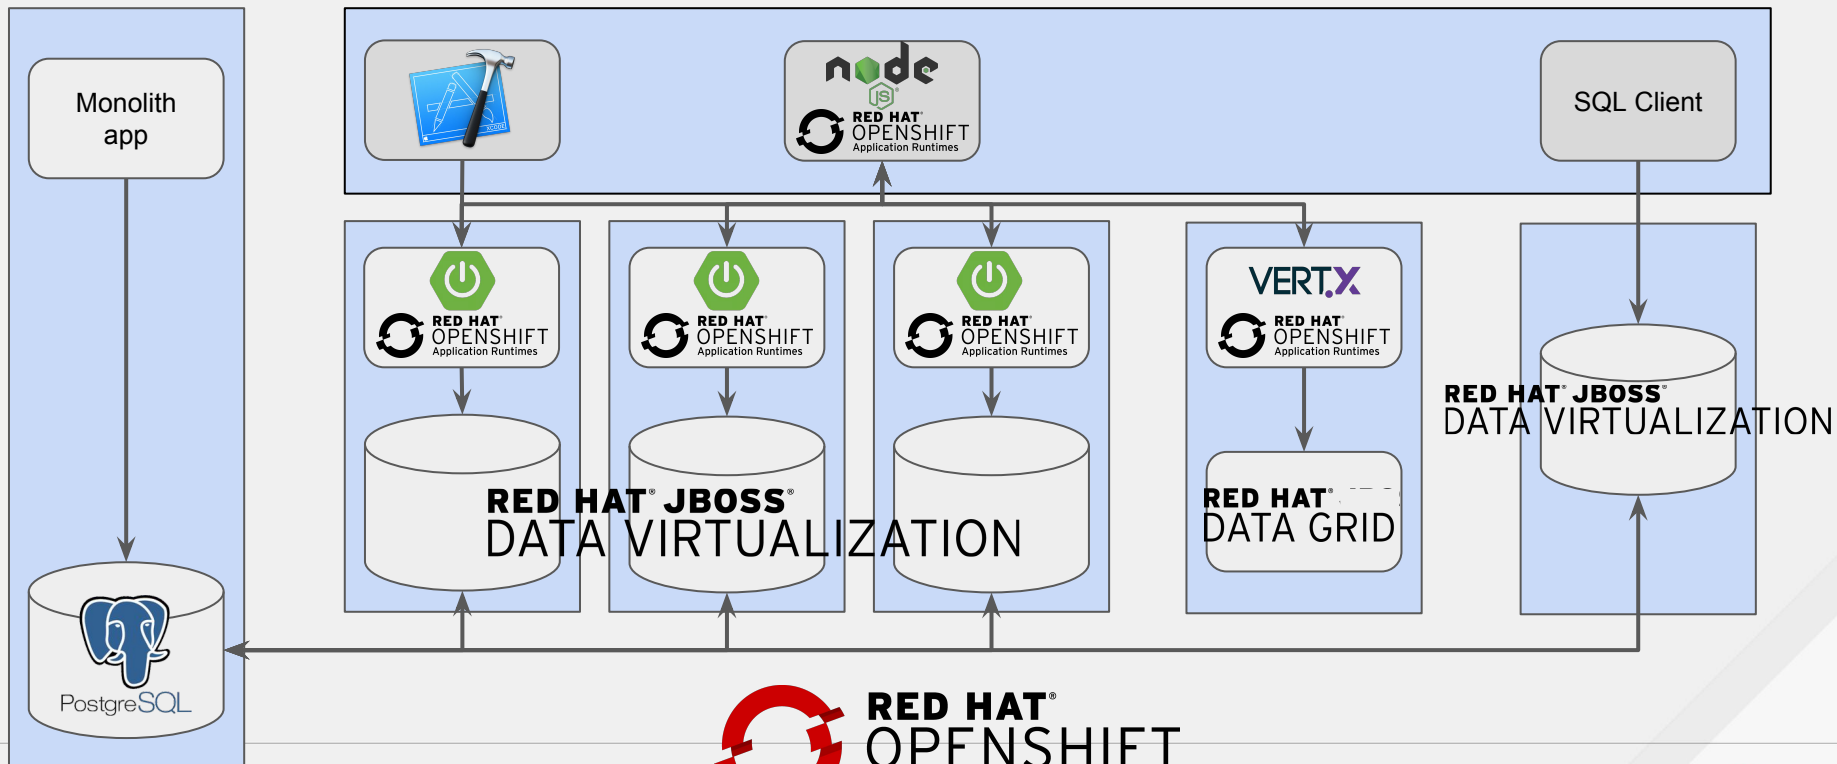 Monolith
app
XCODE
node
JS
RED HAT®
OPENSHIFT
Application Runtimes
SQL Client
RED HAT®
OPENSHIFT
Application Runtimes
RED HAT®
OPENSHIFT
Application Runtimes
RED HAT®
OPENSHIFT
Application Runtimes
VERT.X
RED HAT®
OPENSHIFT
Application Runtimes
RED HAT® JBOSS®
DATA VIRTUALIZATION
RED HAT® JBOSS®
DATA VIRTUALIZATION
RED HAT®
DATA GRID
PostgreSQL
RED HAT®
OPENSHIFT